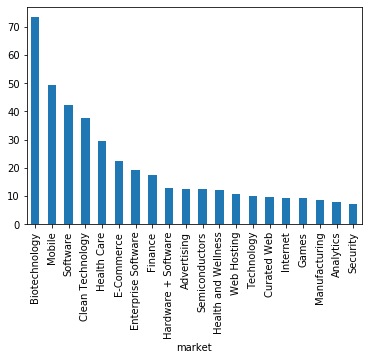 70
60
50
40
30
20
10
0
Biotechnology
Mobile
Software
Clean Technology
Health Care
E-Commerce
Enterprise Software
Finance
Hardware + Software
Advertising
Semiconductors
Health and Wellness
Web Hosting
Technology
Curated Web
Internet
Games
Manufacturing
Analytics
Security
market